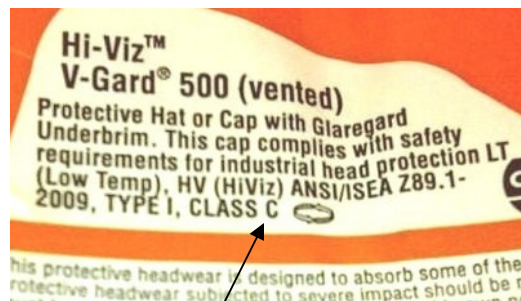 Hi-Viz™
V-Gard® 500 (vented)
Protective Hat or Cap with Glaregard
Underbrim. This cap complies with safety
requirements for industrial head protection LT
(Low Temp), HV (HiViz) ANSI/ISEA Z89.1-
2009, TYPE I, CLASS C
his protective headwear is designed to absorb some of the
rotective headwear subjected to severe impact should be